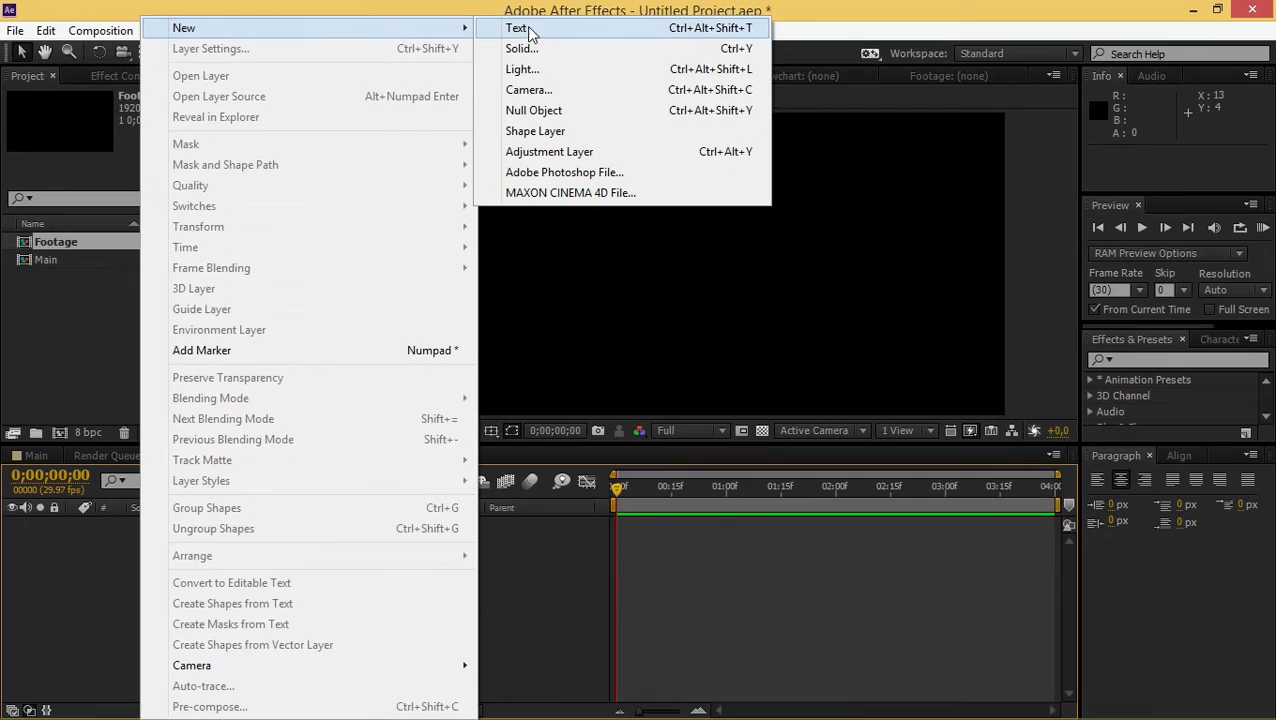 Adobe After Effects - Untitled Project.aep *
File Edit Composition
New
Layer Settings... Ctrl+Shift+Y
Open Layer
Open Layer Source Alt+Numpad Enter
Reveal in Explorer
Mask
Mask and Shape Path
Quality
Switches
Transform
Time
Frame Blending
3D Layer
Guide Layer
Environment Layer
Add Marker Numpad *
Preserve Transparency
Blending Mode
Next Blending Mode Shift+=
Previous Blending Mode Shift+-
Track Matte
Layer Styles
Group Shapes Ctrl+G
Ungroup Shapes Ctrl+Shift+G
Arrange
Convert to Editable Text
Create Shapes from Text
Create Masks from Text
Create Shapes from Vector Layer
Camera
Auto-trace...
Pre-compose... Ctrl+Shift+C
Text Ctrl+Alt+Shift+T
Solid... Ctrl+Y
Light... Ctrl+Alt+Shift+L
Camera... Ctrl+Alt+Shift+C
Null Object Ctrl+Alt+Shift+Y
Shape Layer
Adjustment Layer Ctrl+Alt+Y
Adobe Photoshop File...
MAXON CINEMA 4D File...
Workspace: Standard
Search Help
Project Effect Con
(none) Footage: (none)
Info Audio
R: X: 13
G: Y: 4
B:
A: 0
1920
Name
Footage
Main
8 bpc
Preview
RAM Preview Options
Frame Rate Skip Resolution
(30) 0 Auto
From Current Time Full Screen
Effects & Presets
* Animation Presets
3D Channel
Audio
0;00;00;00 Full Active Camera 1 View +0,0
Main Render Queue
0;00;00;00
00000 (29.97 fps)
00:15f 01:00f 01:15f 02:00f 02:15f 03:00f 03:15f 04:0
# Parent
Paragraph Align
0 px 0 px 0 px
0 px 0 px